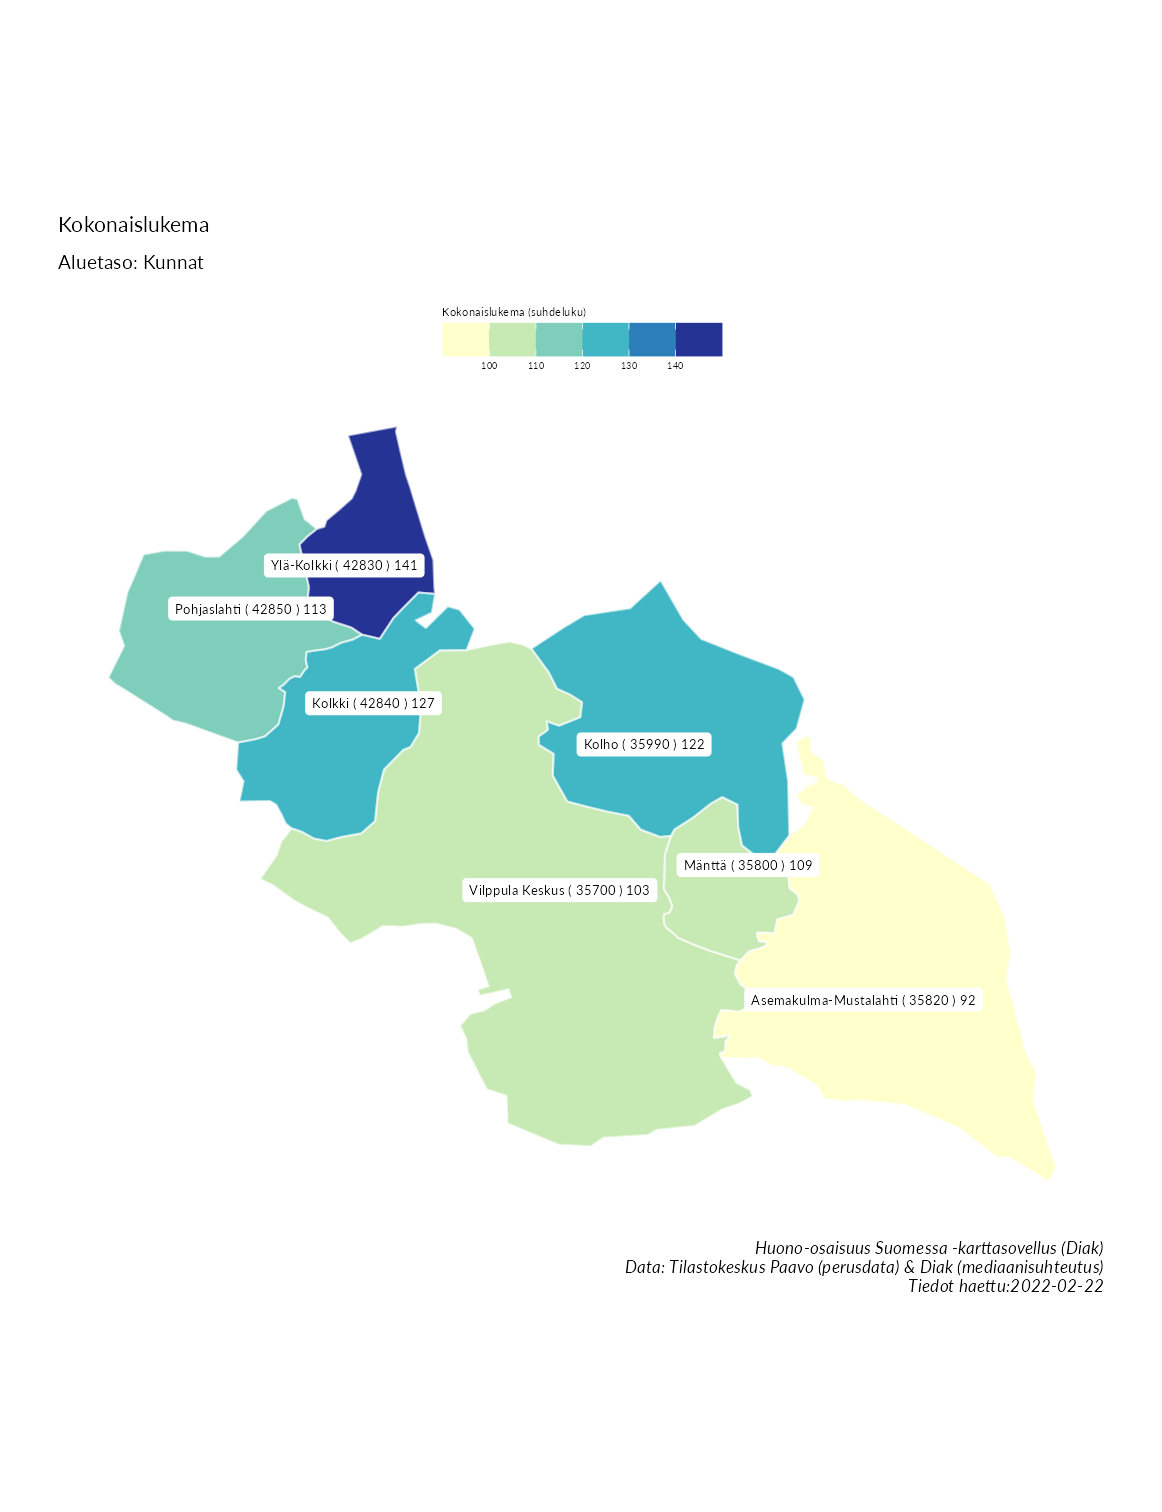 Kokonaislukema
Aluetaso: Kunnat
Kokonaislukema (suhdeluku)
100 110 120 130 140
Ylä-Kolkki ( 42830 ) 141
Pohjaslahti ( 42850 ) 113
Kolkki ( 42840 ) 127
Kolho ( 35990 ) 122
Mänttä ( 35800 ) 109
Vilppula Keskus ( 35700 ) 103
Asemakulma-Mustalahti ( 35820 ) 92
Huono-osaisuus Suomessa -karttasovellus (Diak)
Data: Tilastokeskus Paavo (perusdata) & Diak (mediaanisuhteutus)
Tiedot haettu:2022-02-22